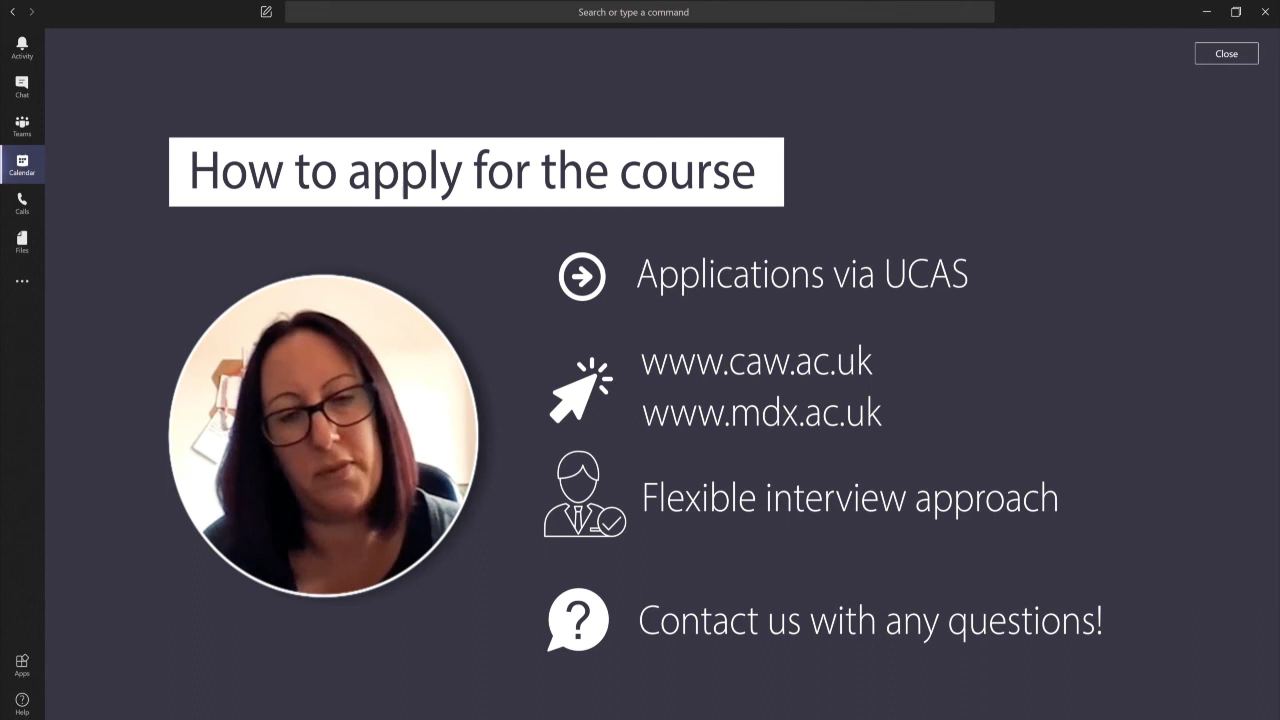 Search or type a command
Activity
Chat
Teams
Calendar
Calls
Files
Apps
Help
Close
How to apply for the course
Applications via UCAS
www.caw.ac.uk
www.mdx.ac.uk
Flexible interview approach
? Contact us with any questions!